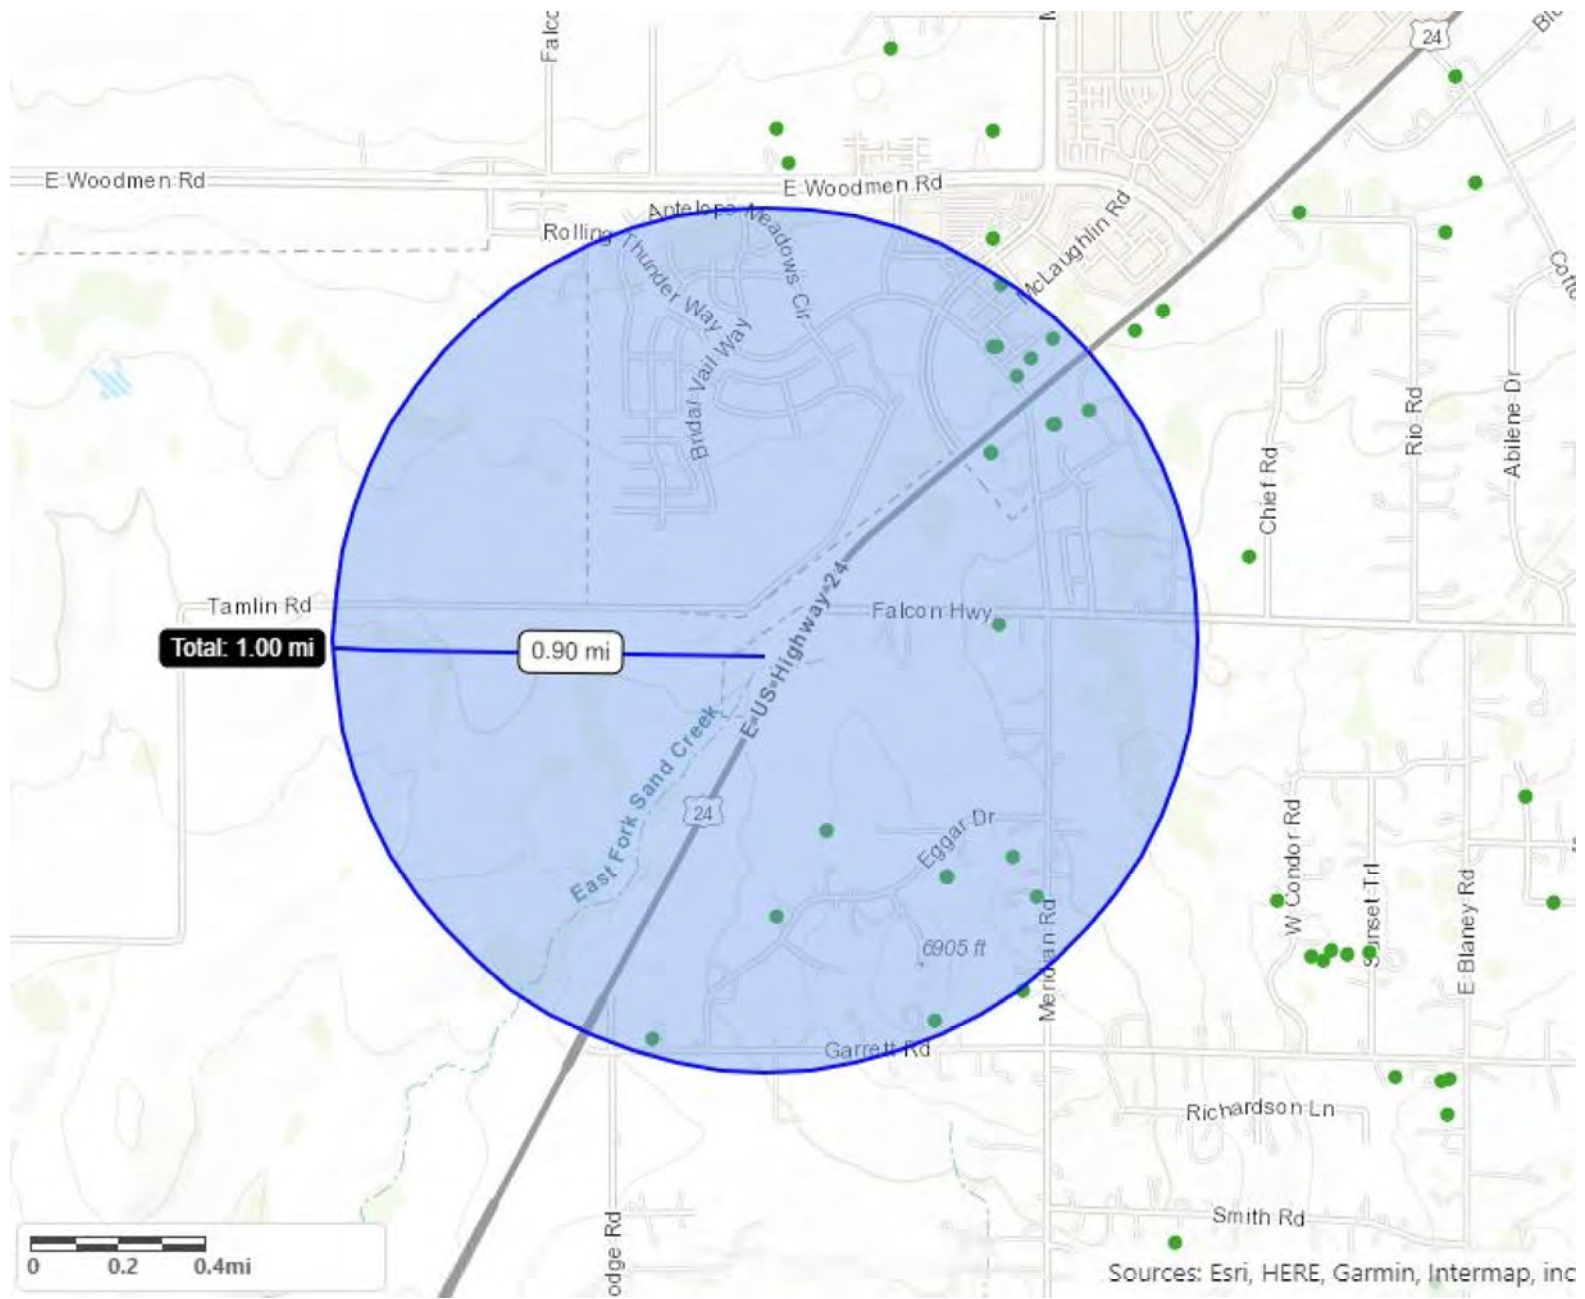 24
E Woodmen Rd
E Woodmen Rd
Antelope Meadows Cir
Rolling Thunder Way
McLaughlin Rd
Bridal Vail Way
Rio Rd
Abilene Dr
Chief Rd
Tamlin Rd
Falcon Hwy
Total: 1.00 mi
0.90 mi
E US Highway 24
East Fork Sand Creek
24
Eggar Dr
W Condor Rd
Sunset Trl
E Blaney Rd
6905 ft
Meridian Rd
Garrett Rd
Richardson Ln
Smith Rd
odge Rd
0 0.2 0.4mi
Sources: Esri, HERE, Garmin, Intermap, inc